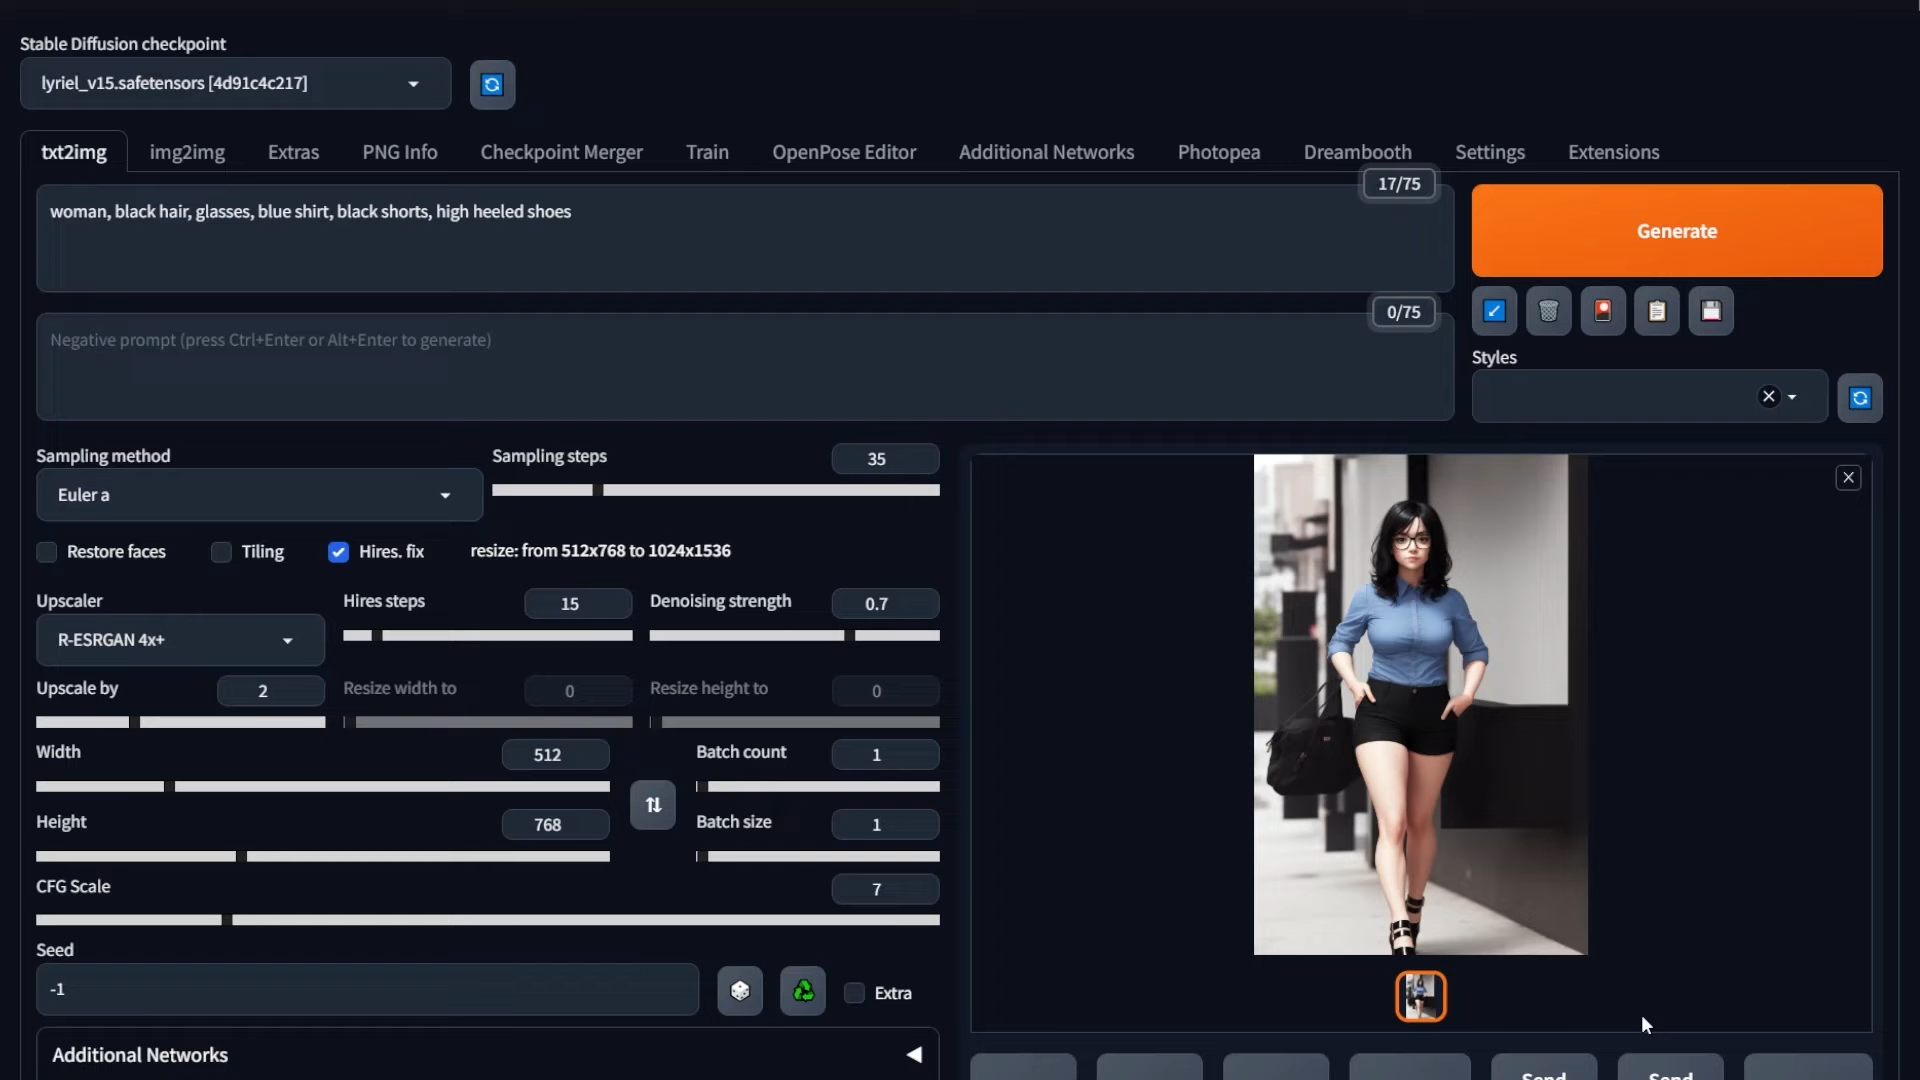 Stable Diffusion checkpoint
lyriel_v15.safetensors [4d91c4c217]
txt2img img2img Extras PNG Info Checkpoint Merger Train OpenPose Editor Additional Networks Photopea Dreambooth Settings Extensions
17/75
woman, black hair, glasses, blue shirt, black shorts, high heeled shoes
Generate
0/75
Negative prompt (press Ctrl+Enter or Alt+Enter to generate)
Styles
Sampling method
Euler a
Sampling steps
35
Restore faces
Tiling
Hires. fix
resize: from 512x768 to 1024x1536
Upscaler
R-ESRGAN 4x+
Hires steps
15
Denoising strength
0.7
Upscale by
2
Resize width to
0
Resize height to
0
Width
512
Batch count
1
Height
768
Batch size
1
CFG Scale
7
Seed
-1
Extra
Additional Networks
Send
Send